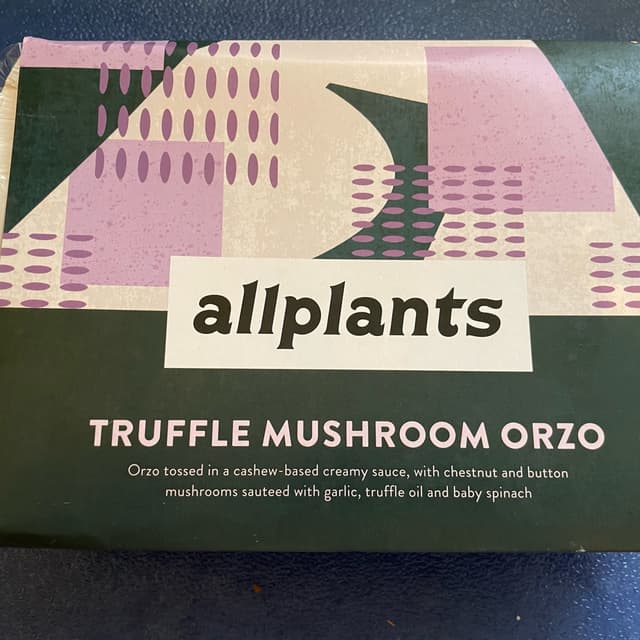 allplants
TRUFFLE MUSHROOM ORZO
Orzo tossed in a cashew-based creamy sauce, with chestnut and button
mushrooms sauteed with garlic, truffle oil and baby spinach